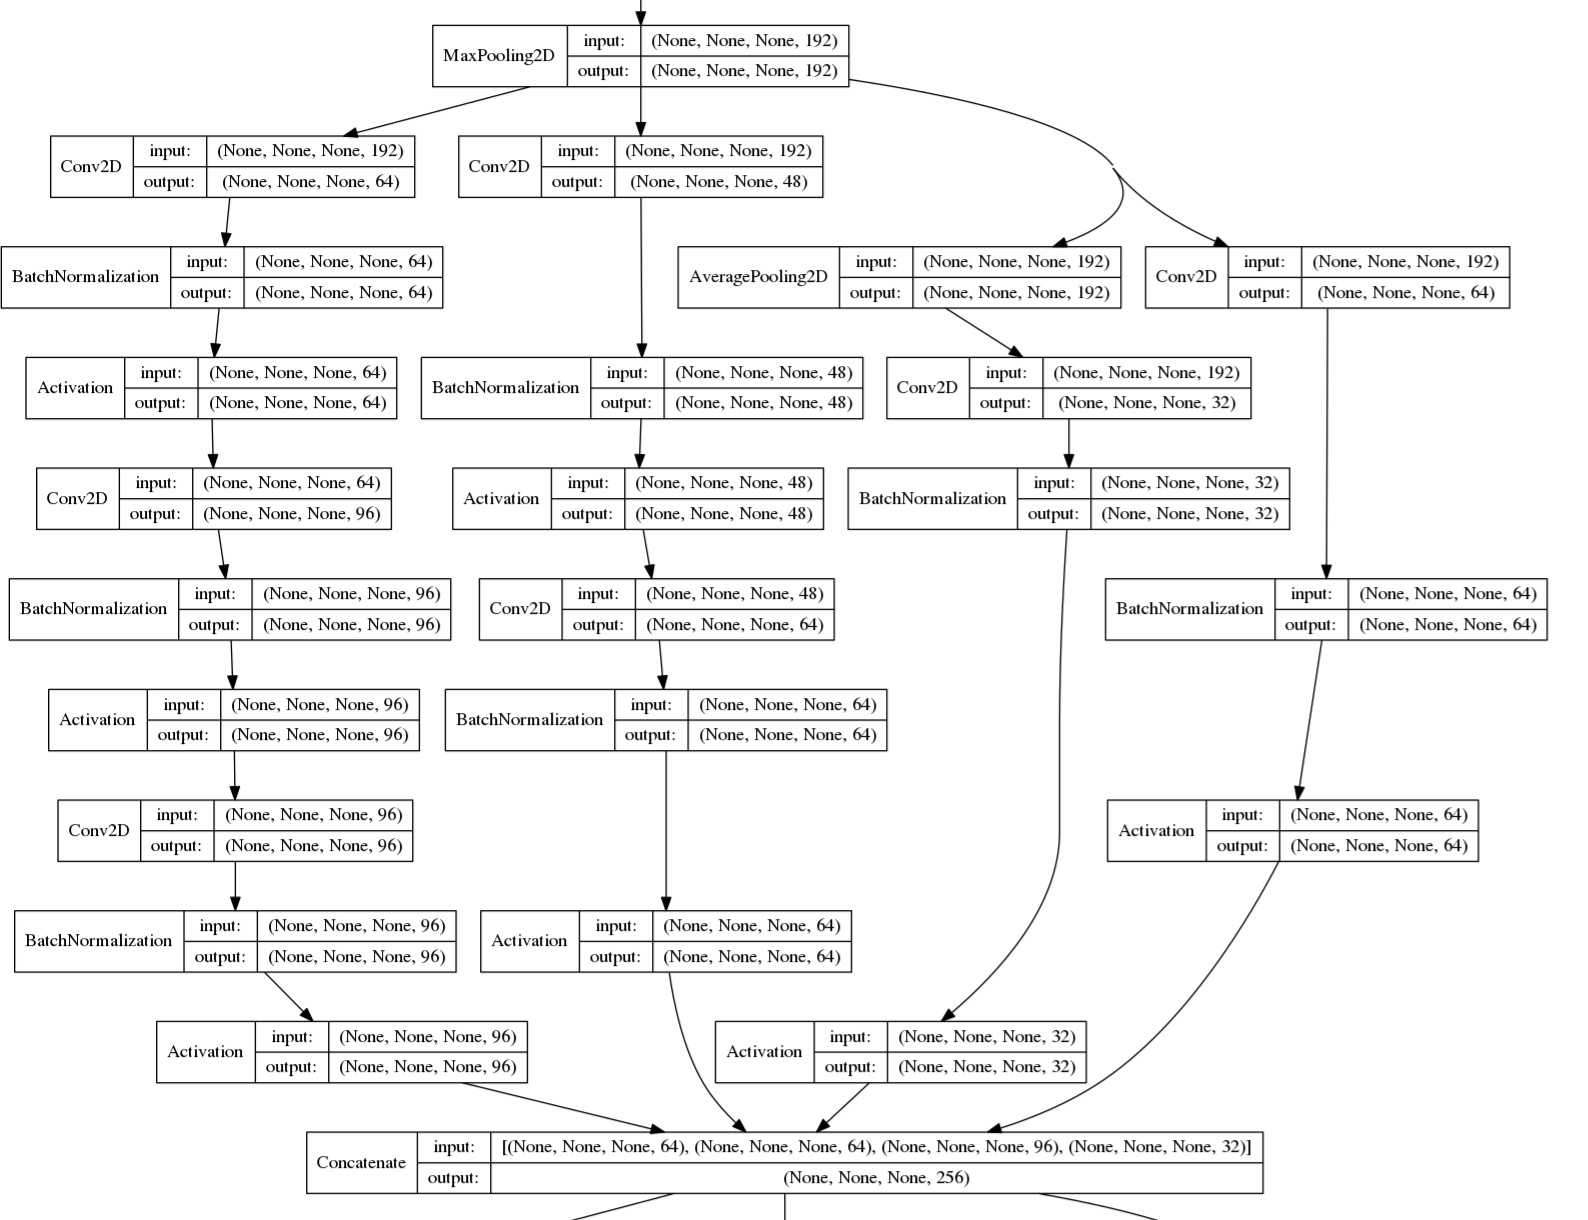 MaxPooling2D input: (None, None, None, 192)
output: (None, None, None, 192)
Conv2D input: (None, None, None, 192)
output: (None, None, None, 64)
Conv2D input: (None, None, None, 192)
output: (None, None, None, 48)
BatchNormalization input: (None, None, None, 64)
output: (None, None, None, 64)
AveragePooling2D input: (None, None, None, 192)
output: (None, None, None, 192)
Conv2D input: (None, None, None, 192)
output: (None, None, None, 64)
Activation input: (None, None, None, 64)
output: (None, None, None, 64)
BatchNormalization input: (None, None, None, 48)
output: (None, None, None, 48)
Conv2D input: (None, None, None, 192)
output: (None, None, None, 32)
Conv2D input: (None, None, None, 64)
output: (None, None, None, 96)
Activation input: (None, None, None, 48)
output: (None, None, None, 48)
BatchNormalization input: (None, None, None, 32)
output: (None, None, None, 32)
BatchNormalization input: (None, None, None, 96)
output: (None, None, None, 96)
Conv2D input: (None, None, None, 48)
output: (None, None, None, 64)
BatchNormalization input: (None, None, None, 64)
output: (None, None, None, 64)
Activation input: (None, None, None, 96)
output: (None, None, None, 96)
BatchNormalization input: (None, None, None, 64)
output: (None, None, None, 64)
Conv2D input: (None, None, None, 96)
output: (None, None, None, 96)
Activation input: (None, None, None, 64)
output: (None, None, None, 64)
BatchNormalization input: (None, None, None, 96)
output: (None, None, None, 96)
Activation input: (None, None, None, 64)
output: (None, None, None, 64)
Activation input: (None, None, None, 96)
output: (None, None, None, 96)
Activation input: (None, None, None, 32)
output: (None, None, None, 32)
Concatenate input: [(None, None, None, 64), (None, None, None, 64), (None, None, None, 96), (None, None, None, 32)]
output: (None, None, None, 256)